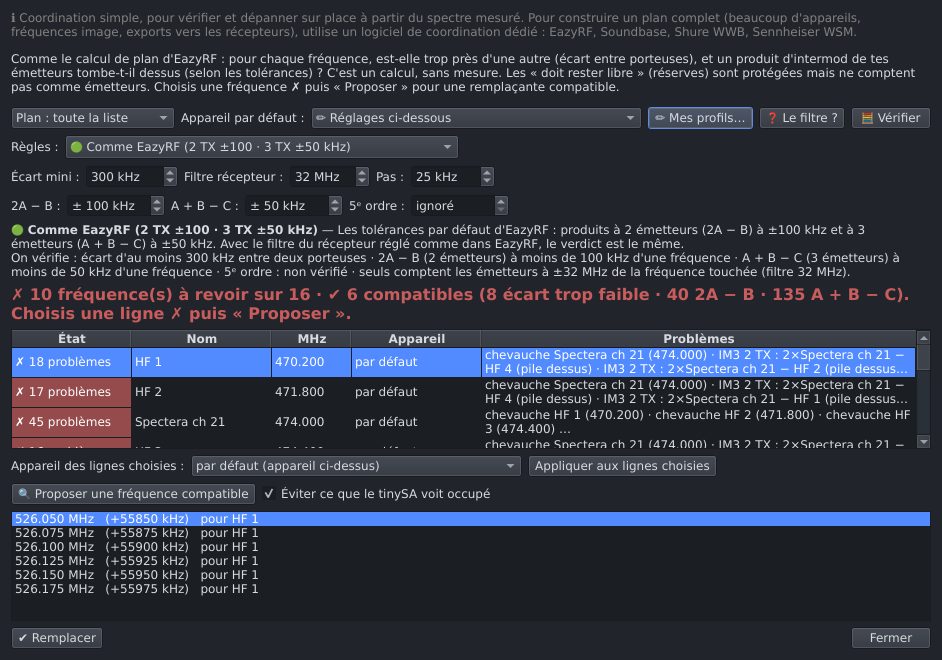 ℹ Coordination simple, pour vérifier et dépanner sur place à partir du spectre mesuré. Pour construire un plan complet (beaucoup d'appareils,
fréquences image, exports vers les récepteurs), utilise un logiciel de coordination dédié : EazyRF, Soundbase, Shure WWB, Sennheiser WSM.
Comme le calcul de plan d'EazyRF : pour chaque fréquence, est-elle trop près d'une autre (écart entre porteuses), et un produit d'intermod de tes
émetteurs tombe-t-il dessus (selon les tolérances) ? C'est un calcul, sans mesure. Les « doit rester libre » (réserves) sont protégées mais ne comptent
pas comme émetteurs. Choisis une fréquence ✗ puis « Proposer » pour une remplaçante compatible.
Plan : toute la liste Appareil par défaut : ✏ Réglages ci-dessous ✏ Mes profils... ❓ Le filtre ? 🧮 Vérifier
Règles : 🟢 Comme EazyRF (2 TX ±100 · 3 TX ±50 kHz)
Écart mini : 300 kHz Filtre récepteur : 32 MHz Pas : 25 kHz
2A − B : ± 100 kHz A + B − C : ± 50 kHz 5ᵉ ordre : ignoré
🟢 Comme EazyRF (2 TX ±100 · 3 TX ±50 kHz) — Les tolérances par défaut d'EazyRF : produits à 2 émetteurs (2A − B) à ±100 kHz et à 3
émetteurs (A + B − C) à ±50 kHz. Avec le filtre du récepteur réglé comme dans EazyRF, le verdict est le même.
On vérifie : écart d'au moins 300 kHz entre deux porteuses · 2A − B (2 émetteurs) à moins de 100 kHz d'une fréquence · A + B − C (3 émetteurs) à
moins de 50 kHz d'une fréquence · 5ᵉ ordre : non vérifié · seuls comptent les émetteurs à ±32 MHz de la fréquence touchée (filtre 32 MHz).
✗ 10 fréquence(s) à revoir sur 16 · ✔ 6 compatibles (8 écart trop faible · 40 2A − B · 135 A + B − C).
Choisis une ligne ✗ puis « Proposer ».
État Nom MHz Appareil Problèmes
✗ 18 problèmes HF 1 470.200 par défaut chevauche Spectera ch 21 (474.000) · IM3 2 TX : 2×Spectera ch 21 −
HF 4 (pile dessus) · IM3 2 TX : 2×Spectera ch 21 − HF 2 (pile dessus...
✗ 17 problèmes HF 2 471.800 par défaut chevauche Spectera ch 21 (474.000) · IM3 2 TX : 2×Spectera ch 21 −
HF 4 (pile dessus) · IM3 2 TX : 2×Spectera ch 21 − HF 1 (pile dessus...
✗ 45 problèmes Spectera ch 21 474.000 par défaut chevauche HF 1 (470.200) · chevauche HF 2 (471.800) · chevauche HF
3 (474.400) ...
chevauche Spectera ch 21 (474.000) · IM3 2 TX : 2×Spectera ch 21 −
Appareil des lignes choisies : par défaut (appareil ci-dessus) Appliquer aux lignes choisies
🔍 Proposer une fréquence compatible ✔ Éviter ce que le tinySA voit occupé
526.050 MHz (+55850 kHz) pour HF 1
526.075 MHz (+55875 kHz) pour HF 1
526.100 MHz (+55900 kHz) pour HF 1
526.125 MHz (+55925 kHz) pour HF 1
526.150 MHz (+55950 kHz) pour HF 1
526.175 MHz (+55975 kHz) pour HF 1
✔ Remplacer Fermer